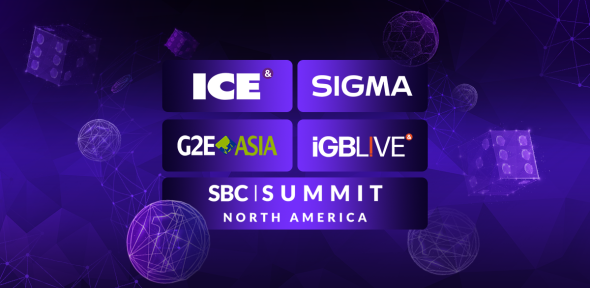 ICE &
SIGMA
G2E ASIA
iGBLIVE &
SBC | SUMMIT
NORTH AMERICA